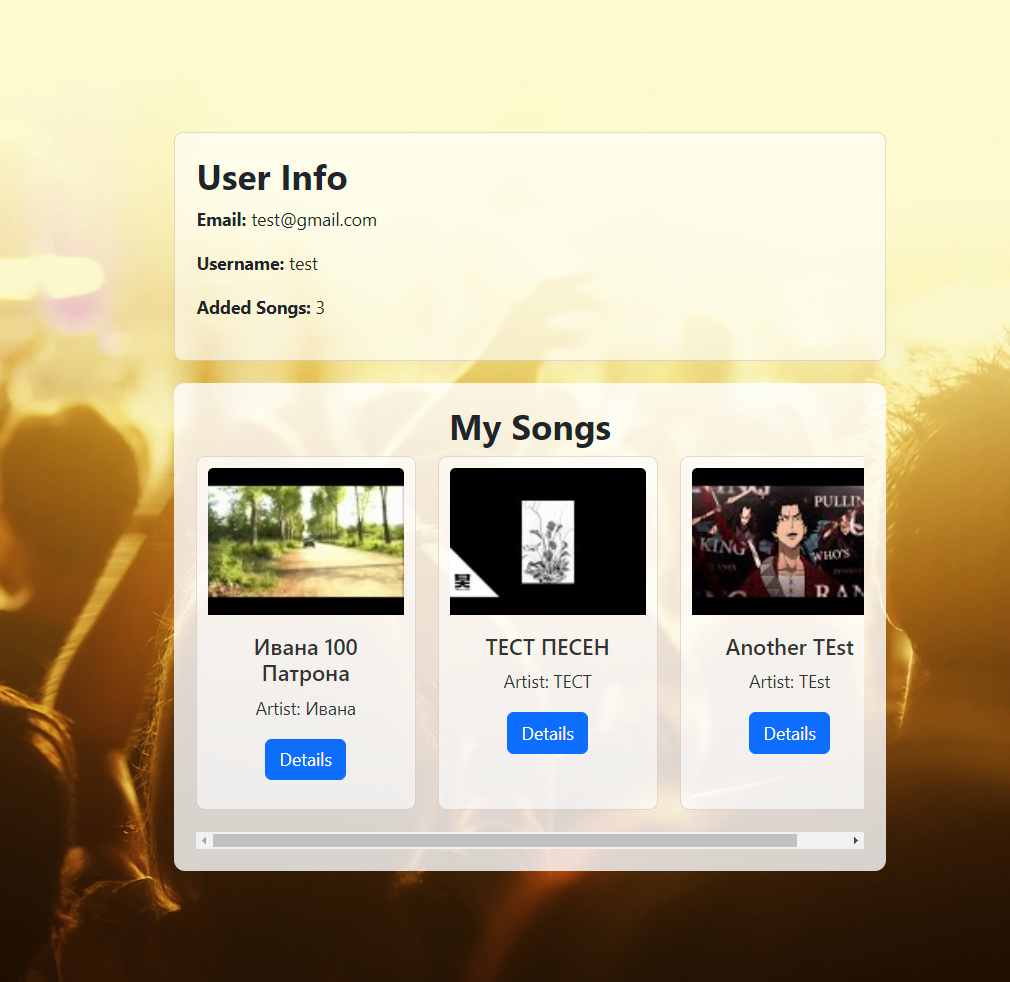 User Info
Email: test@gmail.com
Username: test
Added Songs: 3
My Songs
PULLIN
KING
WHO'S
RAN
Ивана 100
Патрона
Artist: Ивана
Details
ТЕСТ ПЕСЕН
Artist: ТЕСТ
Details
Another TEst
Artist: TEst
Details